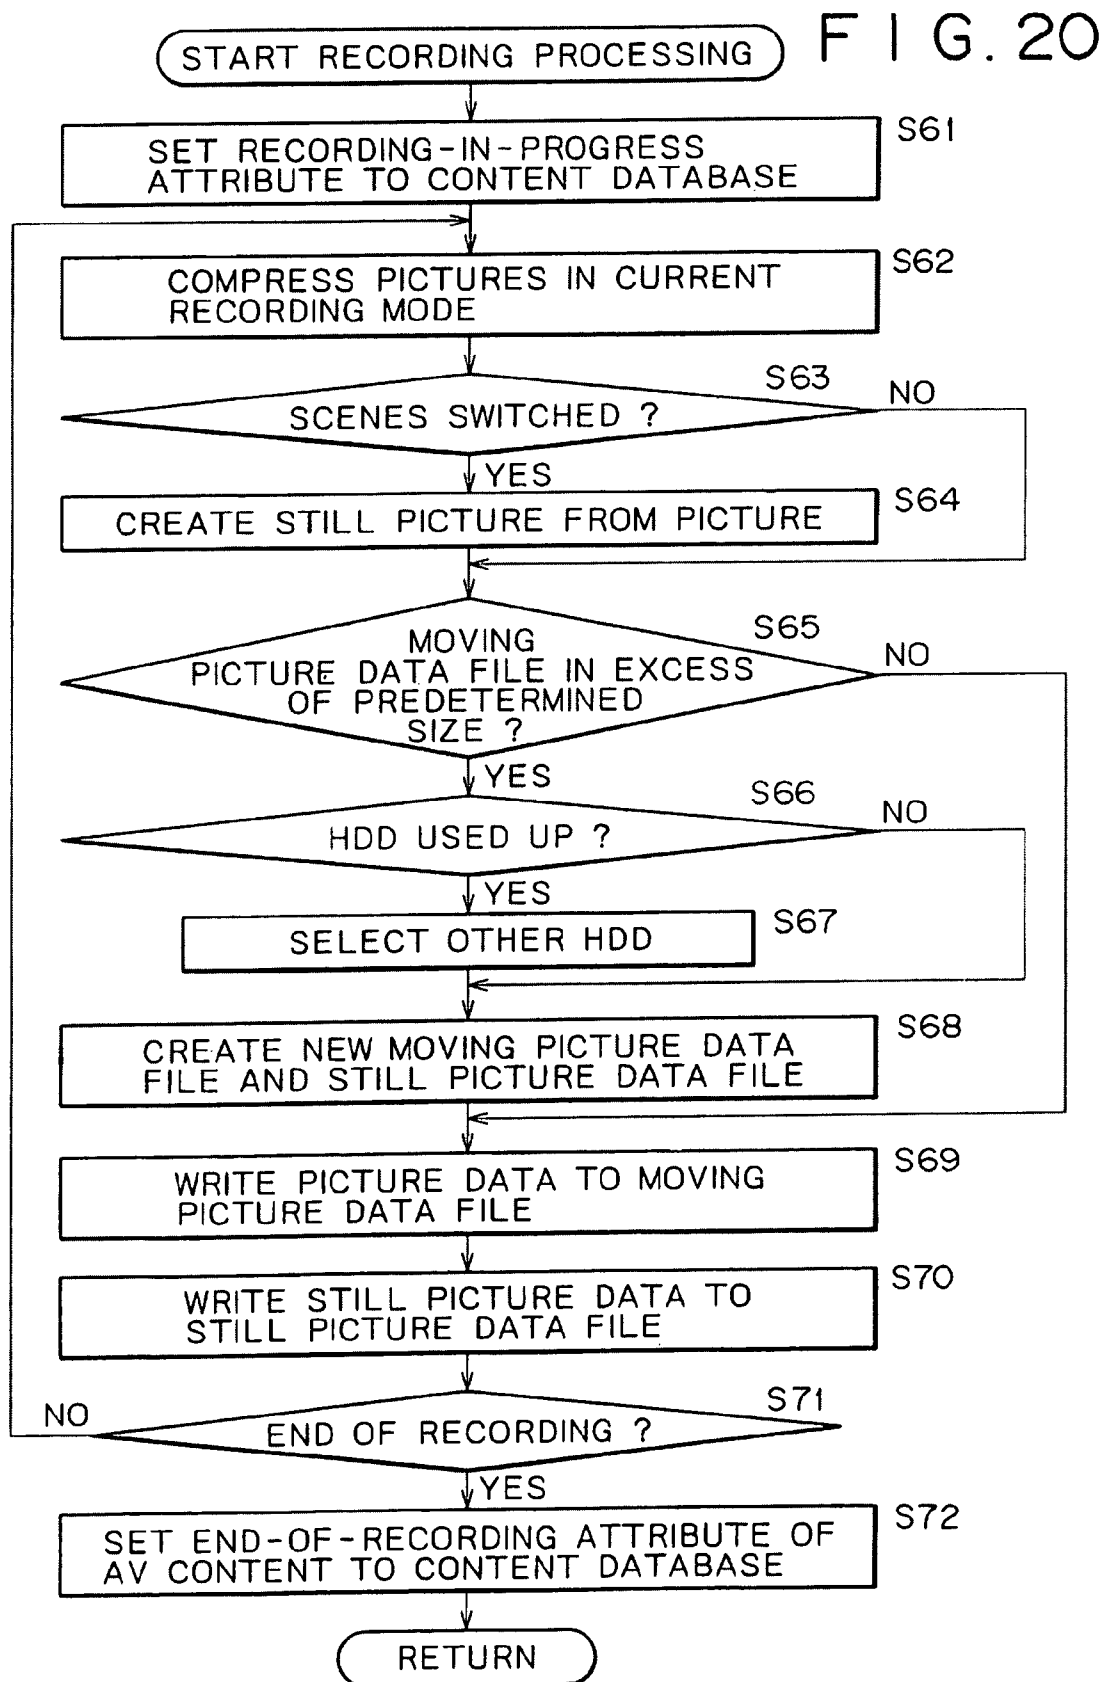 FIG. 20
START RECORDING PROCESSING
S61
SET RECORDING-IN-PROGRESS
ATTRIBUTE TO CONTENT DATABASE
S62
COMPRESS PICTURES IN CURRENT
RECORDING MODE
S63
NO
SCENES SWITCHED ?
YES
S64
CREATE STILL PICTURE FROM PICTURE
S65
NO
MOVING
PICTURE DATA FILE IN EXCESS
OF PREDETERMINED
SIZE ?
YES
S66
NO
HDD USED UP ?
YES
S67
SELECT OTHER HDD
S68
CREATE NEW MOVING PICTURE DATA
FILE AND STILL PICTURE DATA FILE
S69
WRITE PICTURE DATA TO MOVING
PICTURE DATA FILE
S70
WRITE STILL PICTURE DATA TO
STILL PICTURE DATA FILE
S71
NO
END OF RECORDING ?
YES
S72
SET END-OF-RECORDING ATTRIBUTE OF
AV CONTENT TO CONTENT DATABASE
RETURN